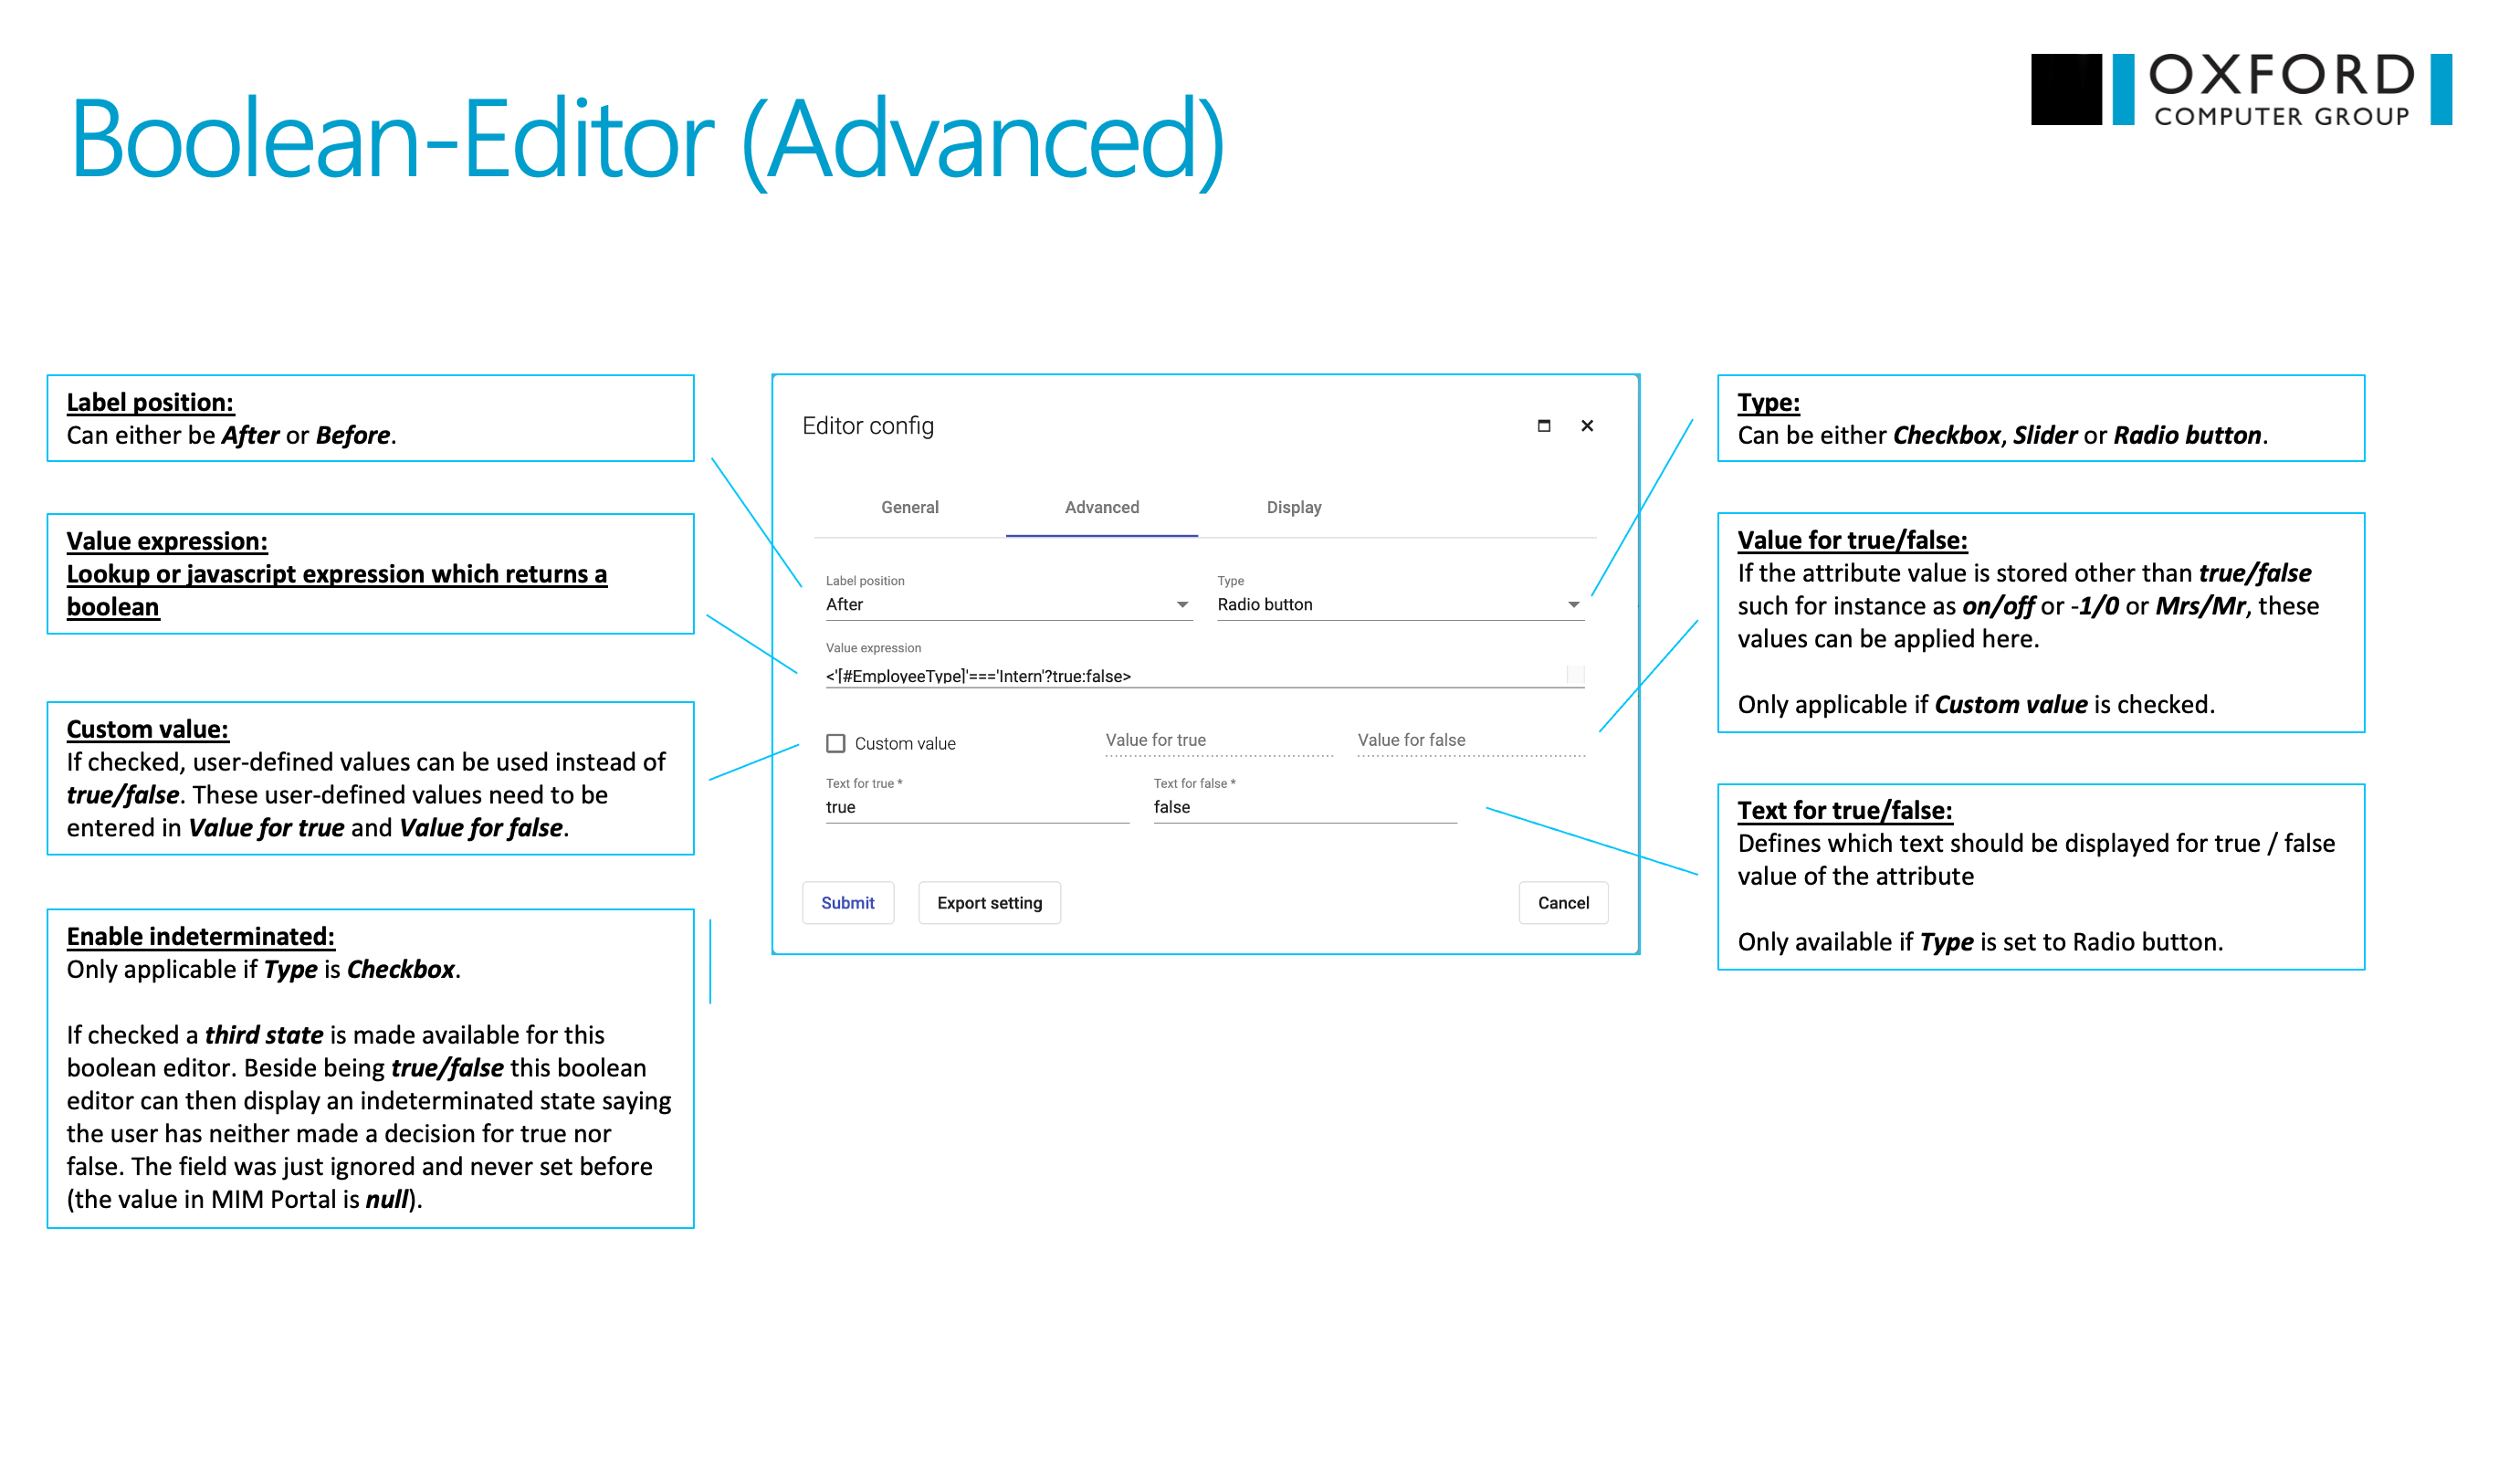 Boolean-Editor (Advanced)
OXFORD
COMPUTER GROUP
Label position:
Can either be After or Before.
Value expression:
Lookup or javascript expression which returns a
boolean
Custom value:
If checked, user-defined values can be used instead of
true/false. These user-defined values need to be
entered in Value for true and Value for false.
Enable indeterminated:
Only applicable if Type is Checkbox.
If checked a third state is made available for this
boolean editor. Beside being true/false this boolean
editor can then display an indeterminated state saying
the user has neither made a decision for true nor
false. The field was just ignored and never set before
(the value in MIM Portal is null).
Editor config
General Advanced Display
Label position Type
After Radio button
Value expression
<'[#EmployeeType]'==='Intern'?true:false>
Custom value Value for true Value for false
Text for true * Text for false *
true false
Submit Export setting Cancel
Type:
Can be either Checkbox, Slider or Radio button.
Value for true/false:
If the attribute value is stored other than true/false
such for instance as on/off or -1/0 or Mrs/Mr, these
values can be applied here.
Only applicable if Custom value is checked.
Text for true/false:
Defines which text should be displayed for true / false
value of the attribute
Only available if Type is set to Radio button.